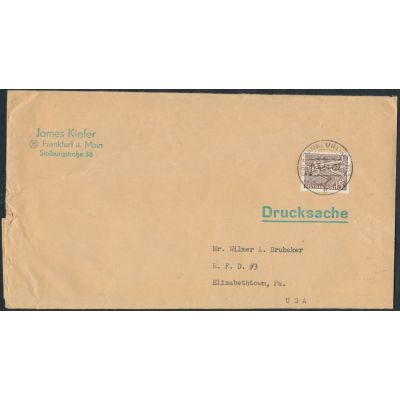 James Kiefer
Frankfurt a. Main
Stalburgstraße 38
Drucksache
Mr. Wilmer A. Brubaker
R. F. D. #3
Elizabethtown, Pa.
U S A